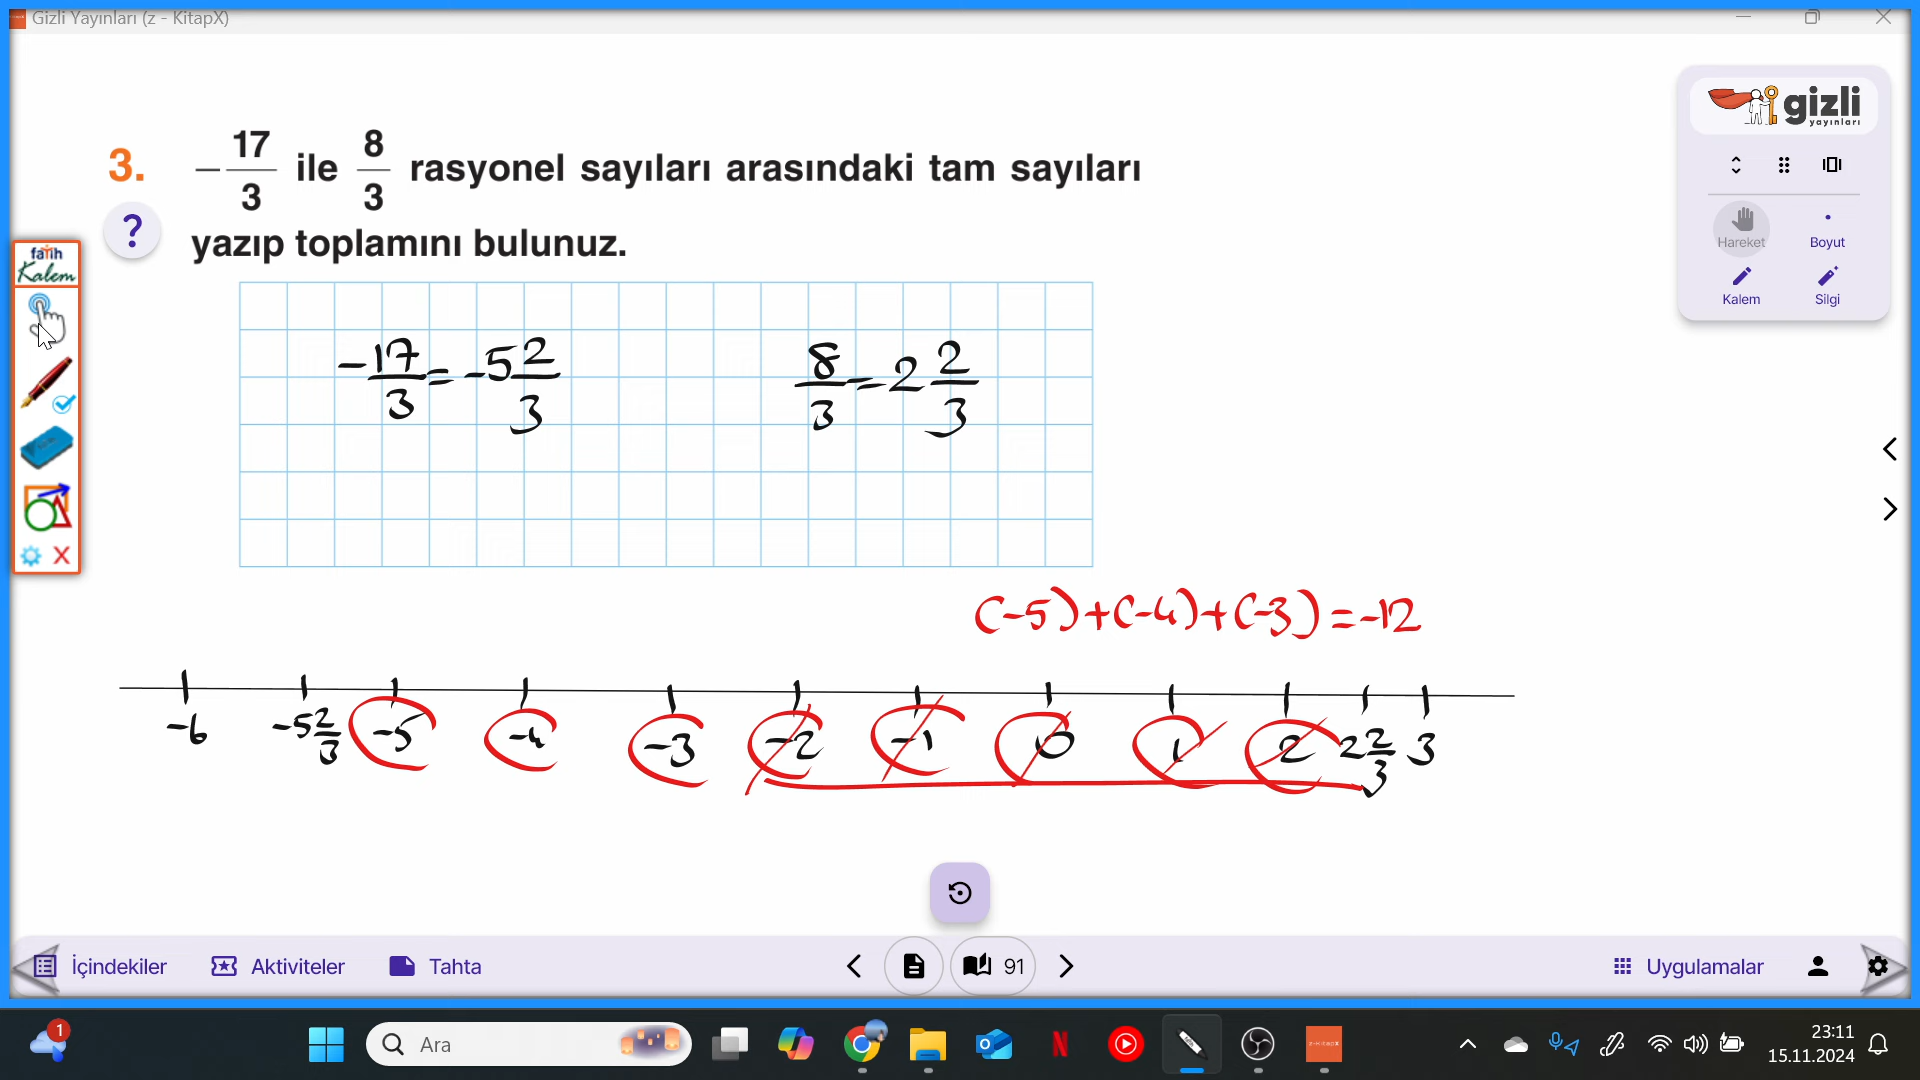 Gizli Yayınları (z - KitapX)
gizli
yayınları
3. -17/3 ile 8/3 rasyonel sayıları arasındaki tam sayıları
yazıp toplamını bulunuz.
?
Hareket
Boyut
Kalem
Silgi
fatih
Kalem
-17/3 = -5 2/3
8/3 = 2 2/3
(-5)+(-4)+(-3) = -12
-6 -5 2/3 -5 -4 -3 -2 -1 0 1 2 2 2/3 3
İçindekiler
Aktiviteler
Tahta
91
Uygulamalar
1
Ara
23:11
15.11.2024